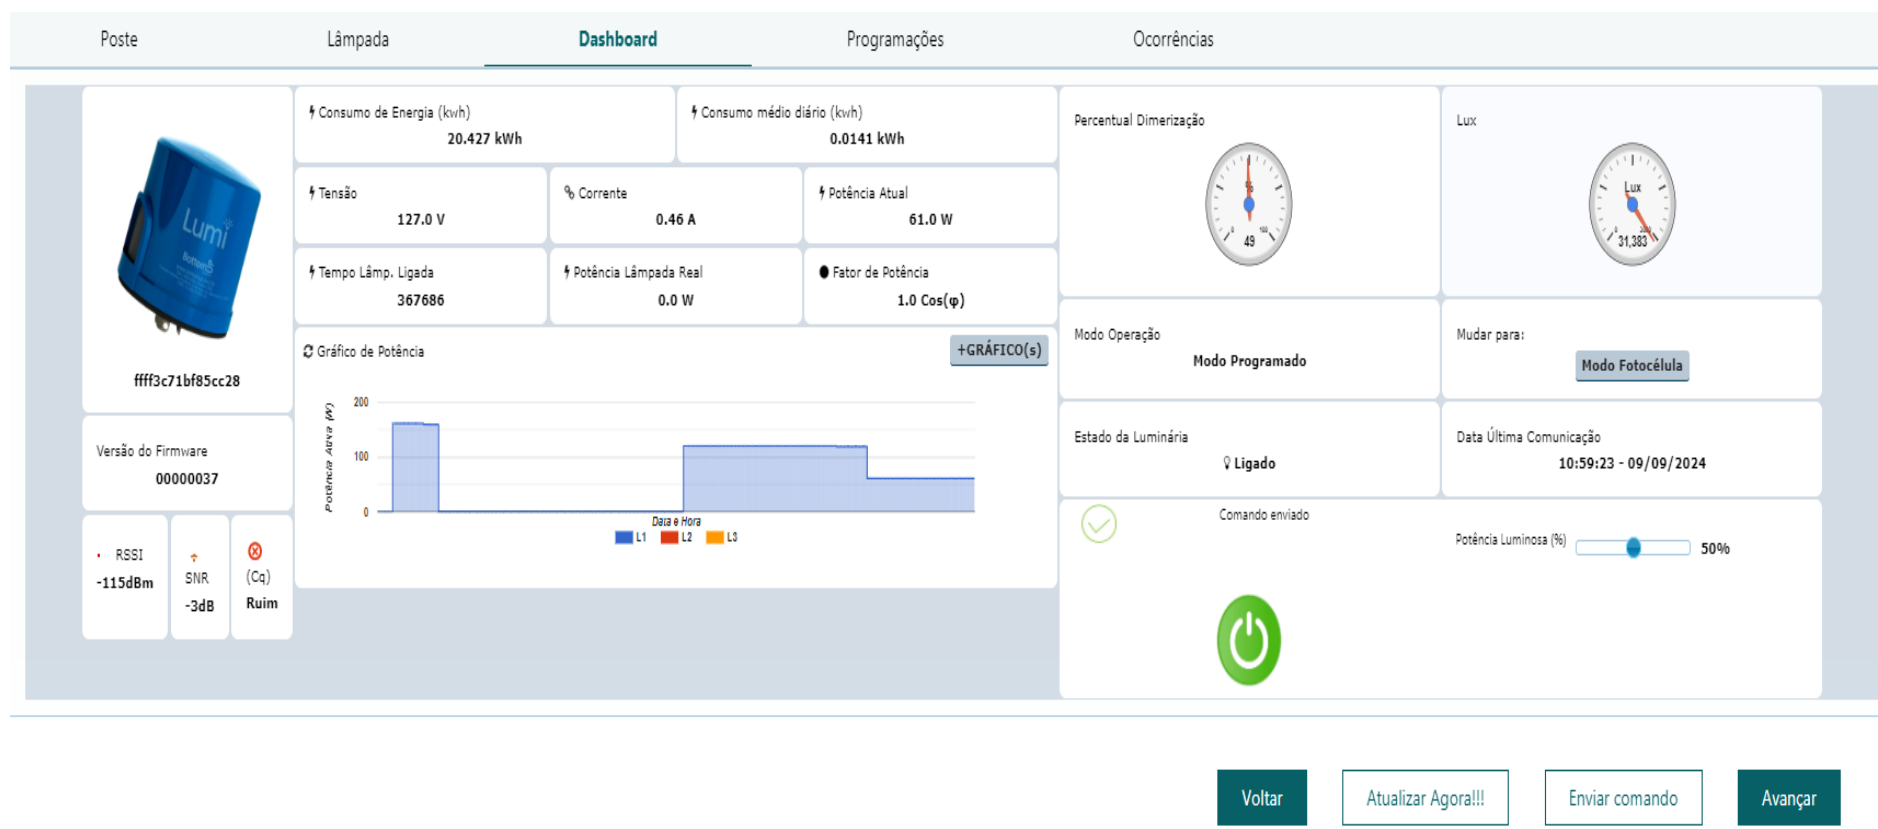 Poste
Lâmpada
Dashboard
Programações
Ocorrências
Lumi
ffff3c71bf85cc28
Versão do Firmware
00000037
RSSI
-115dBm
SNR
-3dB
(Cq)
Ruim
Consumo de Energia (kwh)
20.427 kWh
Consumo médio diário (kwh)
0.0141 kWh
Tensão
127.0 V
Corrente
0.46 A
Potência Atual
61.0 W
Tempo Lâmp. Ligada
367686
Potência Lâmpada Real
0.0 W
Fator de Potência
1.0 Cos(φ)
Gráfico de Potência
+GRÁFICO(s)
Potência Ativa (W)
200
100
0
Data e Hora
L1
L2
L3
Percentual Dimerização
%
0
100
49
Lux
Lux
0
31,383
Modo Operação
Modo Programado
Mudar para:
Modo Fotocélula
Estado da Luminária
Ligado
Data Última Comunicação
10:59:23 - 09/09/2024
Comando enviado
Potência Luminosa (%)
50%
Voltar
Atualizar Agora!!!
Enviar comando
Avançar